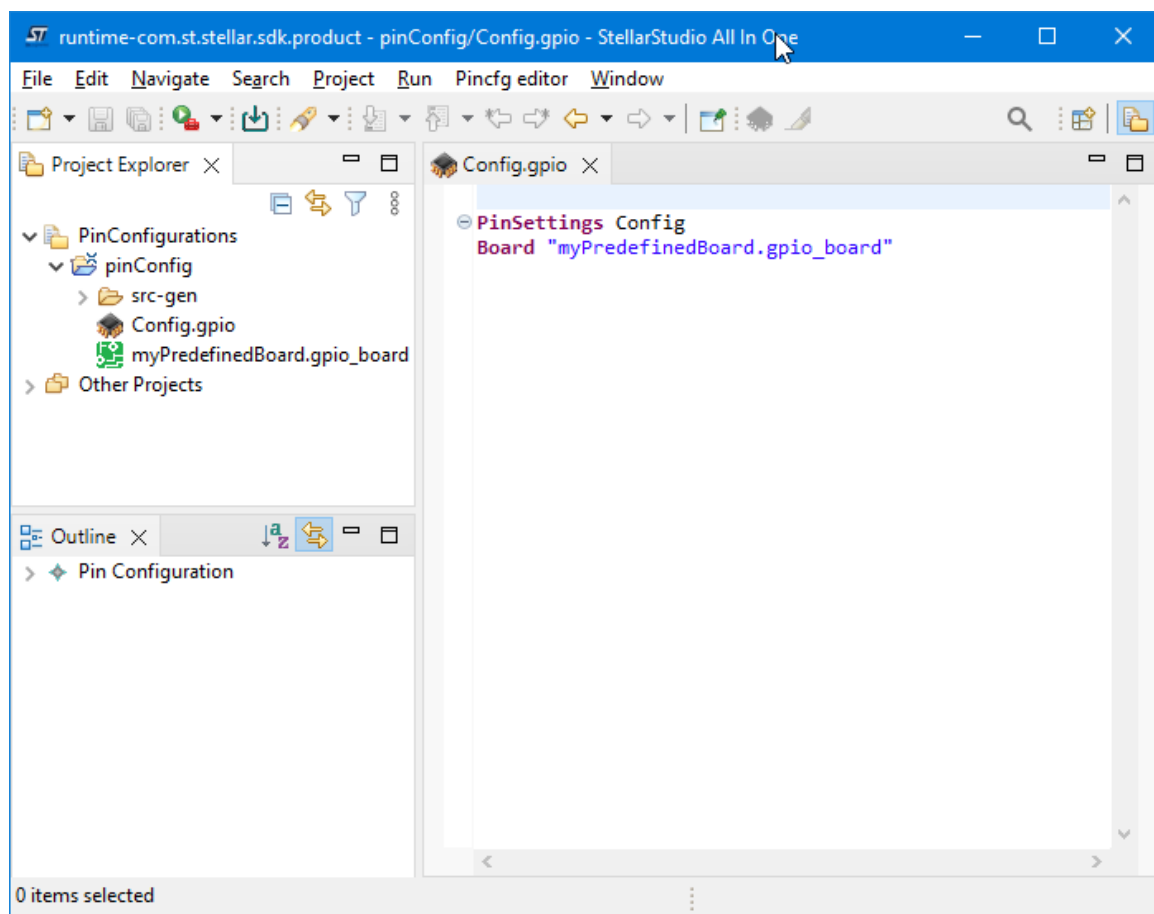 ST runtime-com.st.stellar.sdk.product - pinConfig/Config.gpio - StellarStudio All In One
File Edit Navigate Search Project Run Pincfg editor Window
Project Explorer
Config.gpio
PinSettings Config
PinConfigurations
Board "myPredefinedBoard.gpio_board"
pinConfig
src-gen
Config.gpio
myPredefinedBoard.gpio_board
Other Projects
Outline
a
z
Pin Configuration
0 items selected